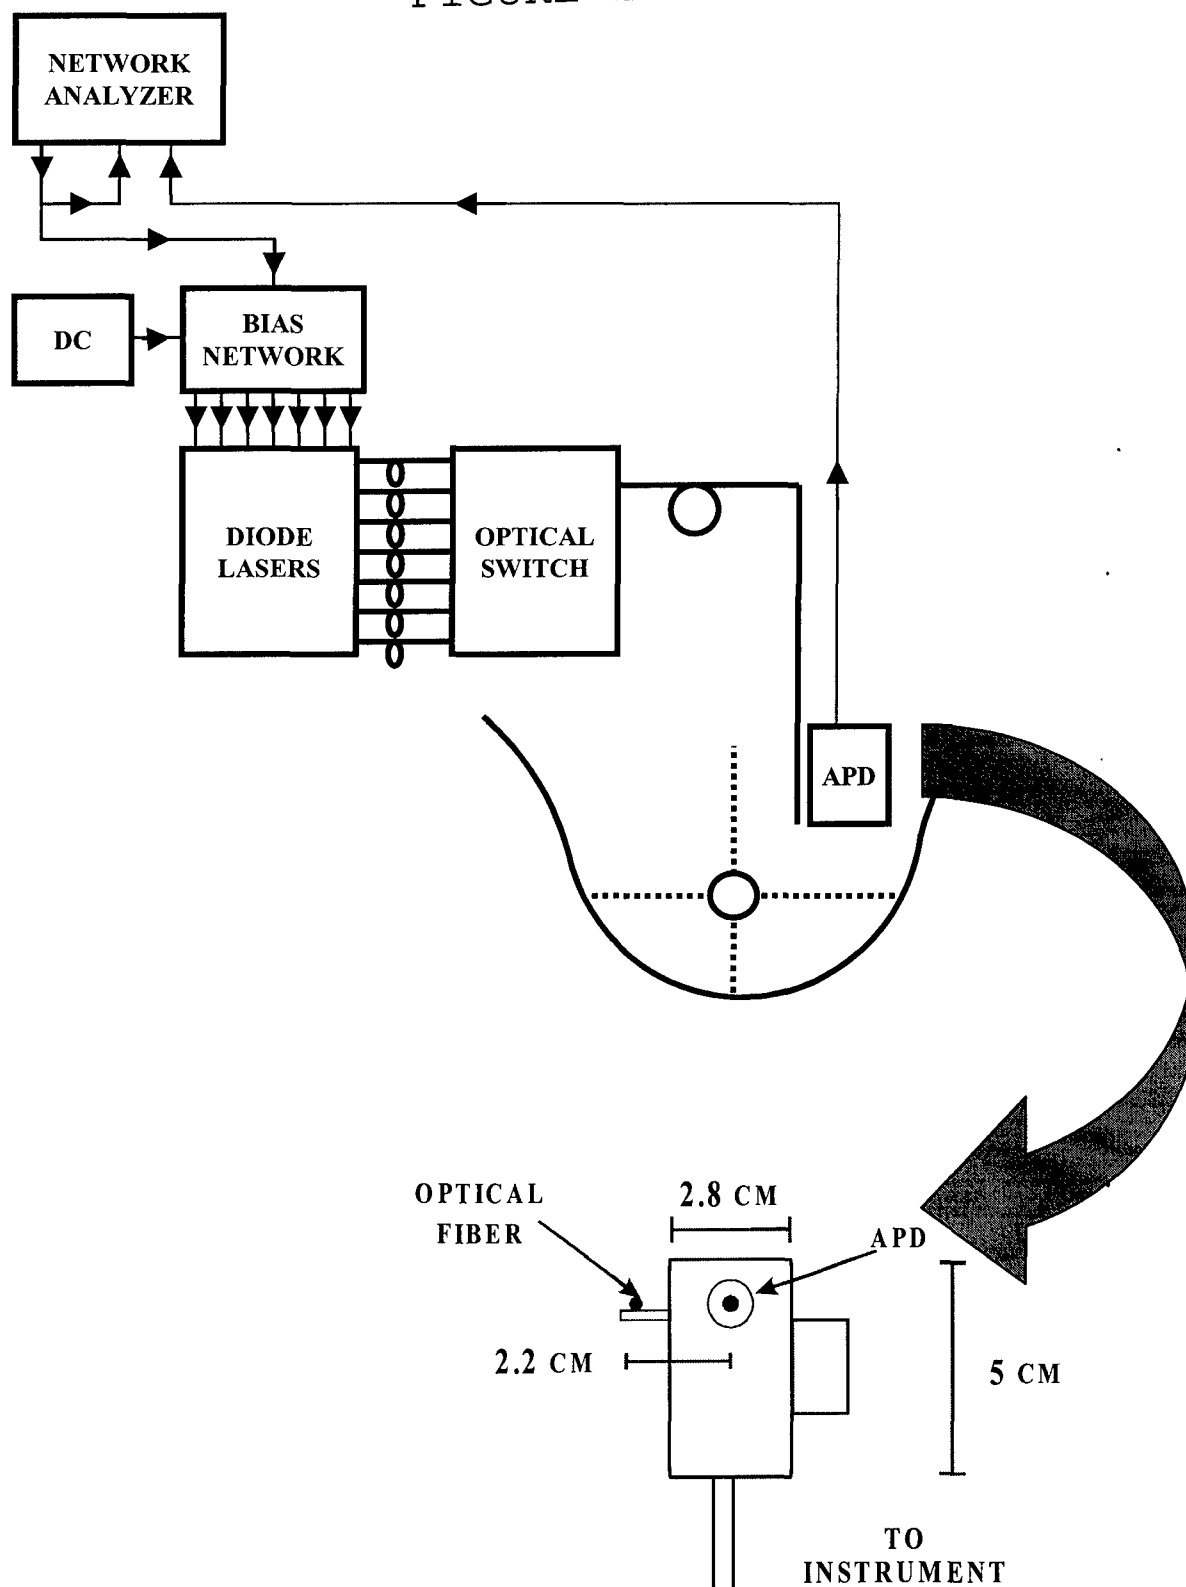 FIGURE
NETWORK
ANALYZER
DC
BIAS
NETWORK
DIODE
LASERS
OPTICAL
SWITCH
APD
OPTICAL
FIBER
2.8 CM
APD
2.2 CM
5 CM
TO
INSTRUMENT